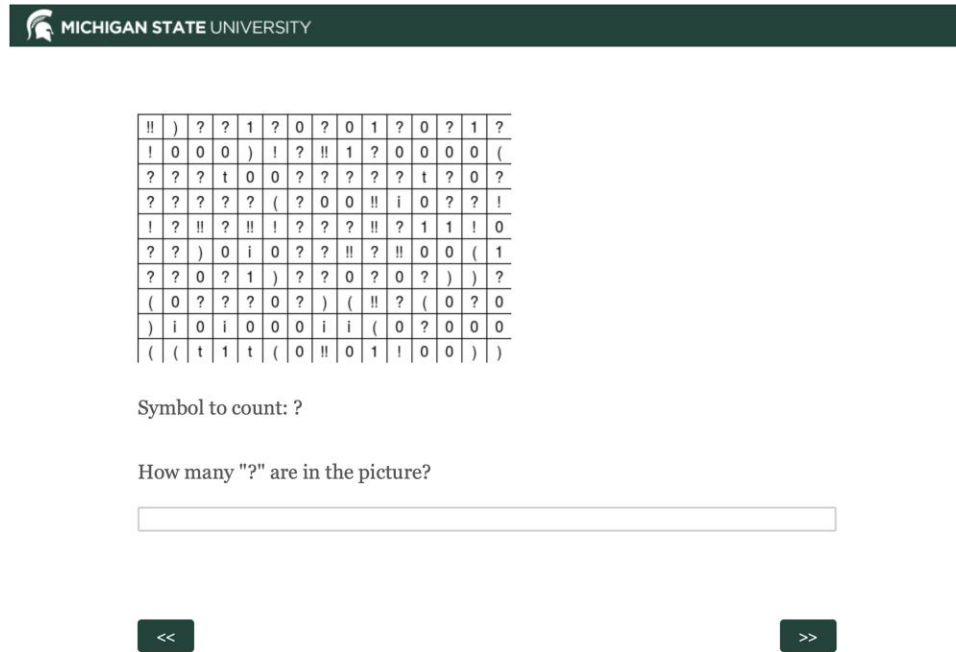 MICHIGAN STATE UNIVERSITY
‼ ) ? ? 1 ? 0 ? 0 1 ? 0 ? 1 ?
! 0 0 0 ) ! ? ‼ 1 ? 0 0 0 0 (
? ? ? t 0 0 ? ? ? ? ? t ? 0 ?
? ? ? ? ? ( ? 0 0 ‼ i 0 ? ? !
! ? ‼ ? ‼ ! ? ? ? ‼ ? 1 1 ! 0
? ? ) 0 i 0 ? ? ‼ ? ‼ 0 0 ( 1
? ? 0 ? 1 ) ? ? 0 ? 0 ? ) ) ?
( 0 ? ? ? 0 ? ) ( ‼ ? ( 0 ? 0
) i 0 i 0 0 0 i i ( 0 ? 0 0 0
( ( t 1 t ( 0 ‼ 0 1 ! 0 0 ) )
Symbol to count: ?
How many "?" are in the picture?
<< >>